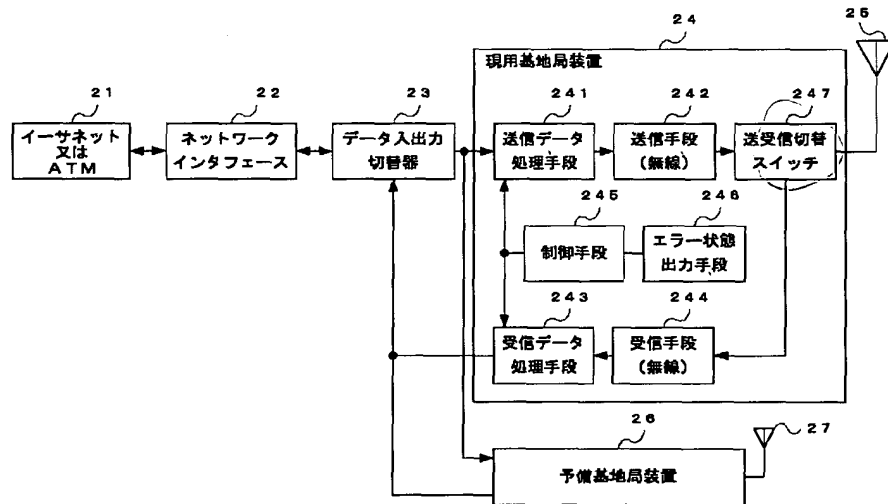 25
24
現用基地局装置
21
イーサネット
又は
ATM
22
ネットワーク
インタフェース
23
データ入出力
切替器
241
送信データ
処理手段
242
送信手段
(無線)
247
送受信切替
スイッチ
245
制御手段
246
エラー状態
出力手段
243
受信データ
処理手段
244
受信手段
(無線)
26
予備基地局装置
27